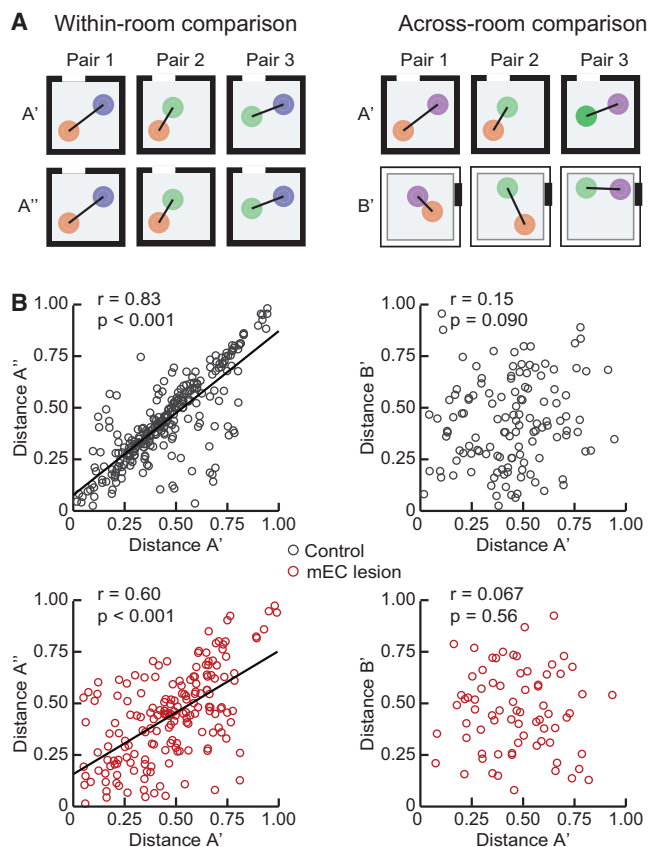 A
Within-room comparison
Across-room comparison
Pair 1 Pair 2 Pair 3
Pair 1 Pair 2 Pair 3
A'
A'
A''
B'
B
r = 0.83
p < 0.001
1.00
0.75
0.50
0.25
0
Distance A''
0 0.25 0.50 0.75 1.00
Distance A'
r = 0.15
p = 0.090
1.00
0.75
0.50
0.25
0
Distance B'
0 0.25 0.50 0.75 1.00
Distance A'
Control
mEC lesion
r = 0.60
p < 0.001
1.00
0.75
0.50
0.25
0
Distance A''
0 0.25 0.50 0.75 1.00
Distance A'
r = 0.067
p = 0.56
1.00
0.75
0.50
0.25
0
Distance B'
0 0.25 0.50 0.75 1.00
Distance A'